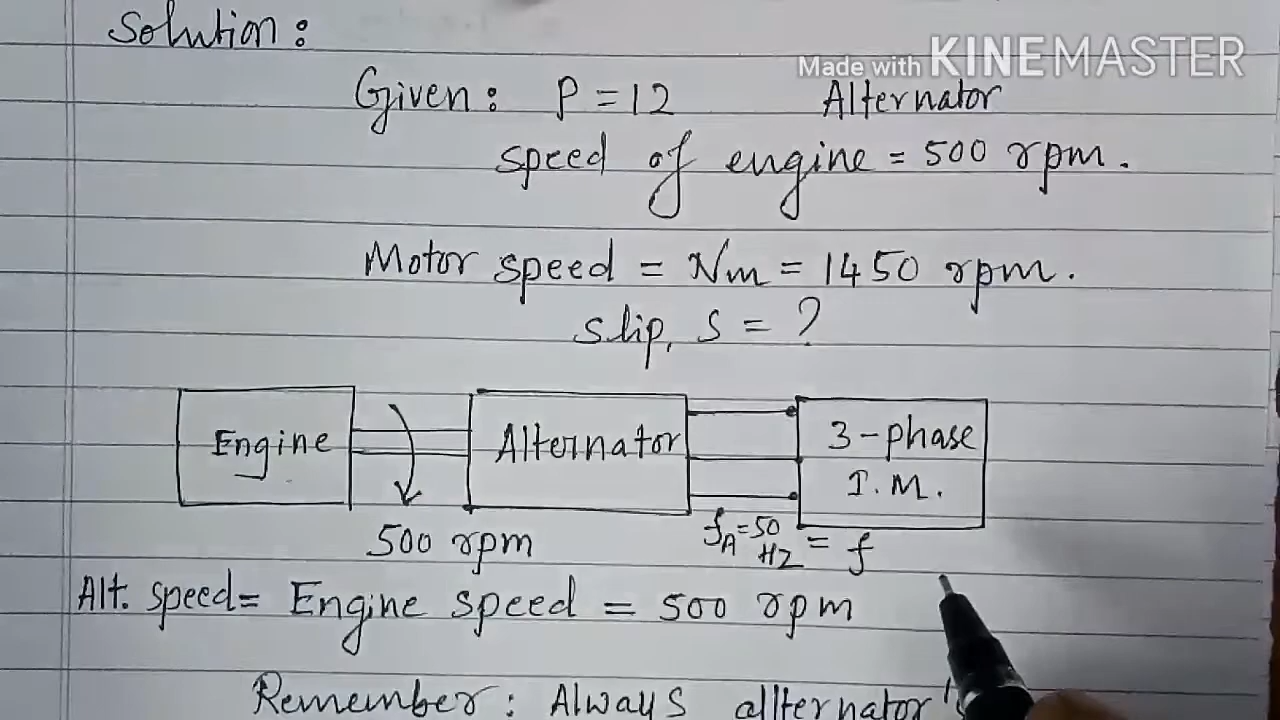 Solution:
Made with KINEMASTER
Given: P = 12 Alternator
speed of engine = 500 rpm.
Motor speed = Nm = 1450 rpm.
slip, s = ?
Engine
Alternator
3-phase
I.M.
500 rpm
fA = 50 Hz = f
Alt. speed = Engine speed = 500 rpm
Remember: Always allternator's